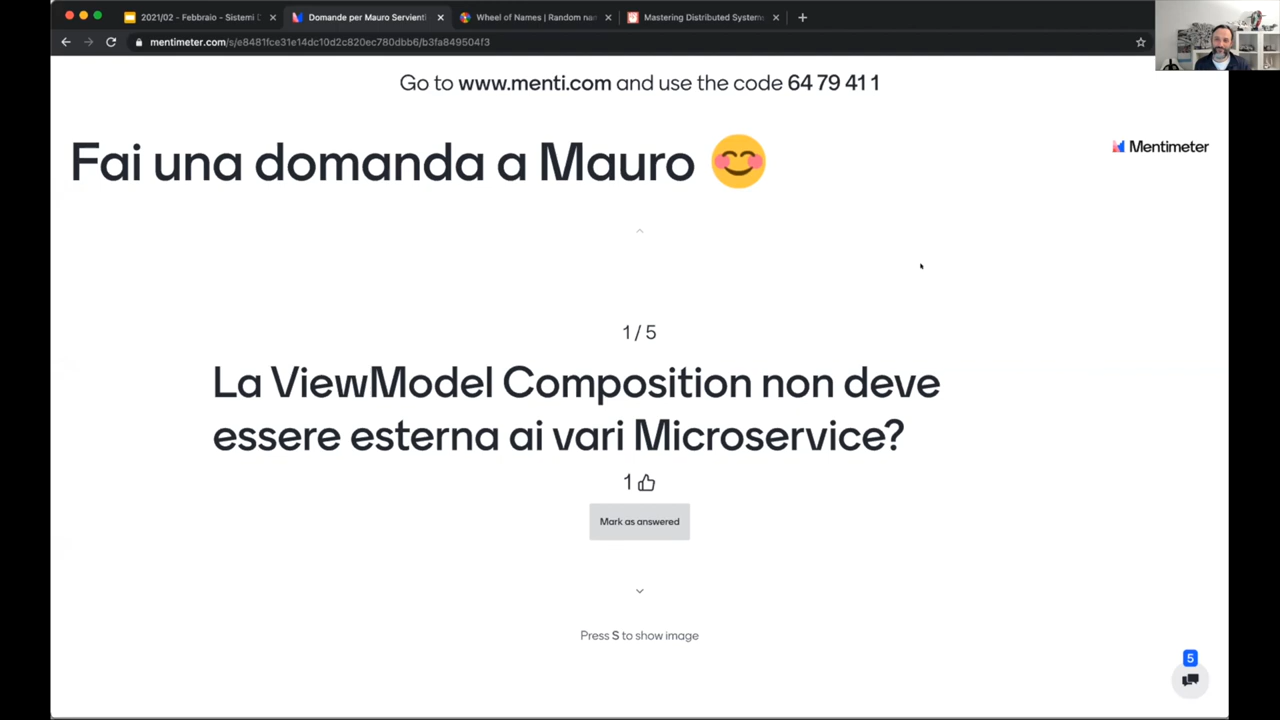 2021/02 - Febbraio - Sistemi D
Domande per Mauro Servienti
Wheel of Names | Random nam
Mastering Distributed System
mentimeter.com/s/e8481fce31e14dc10d2c820ec780dbb6/b3fa849504f3
Go to www.menti.com and use the code 64 79 41 1
Fai una domanda a Mauro 😊
Mentimeter
1 / 5
La ViewModel Composition non deve
essere esterna ai vari Microservice?
1
Mark as answered
Press S to show image
5